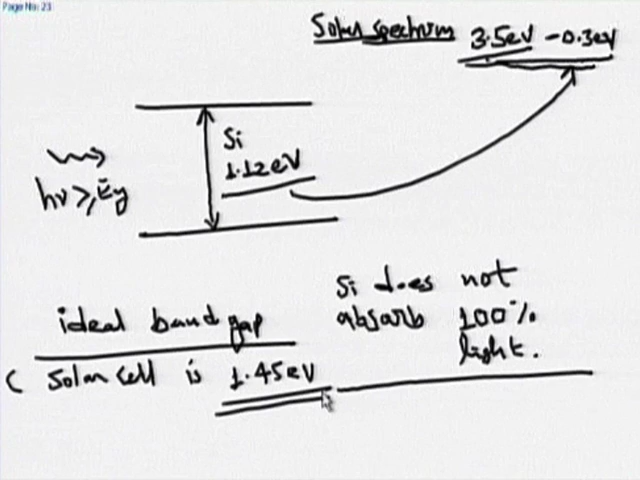 Page No: 23
Solar spectrum 3.5eV - 0.3eV
Si
1.12eV
hν ≥ Eg
Si does not
absorb 100%
light.
ideal band gap
( Solar cell is 1.45eV